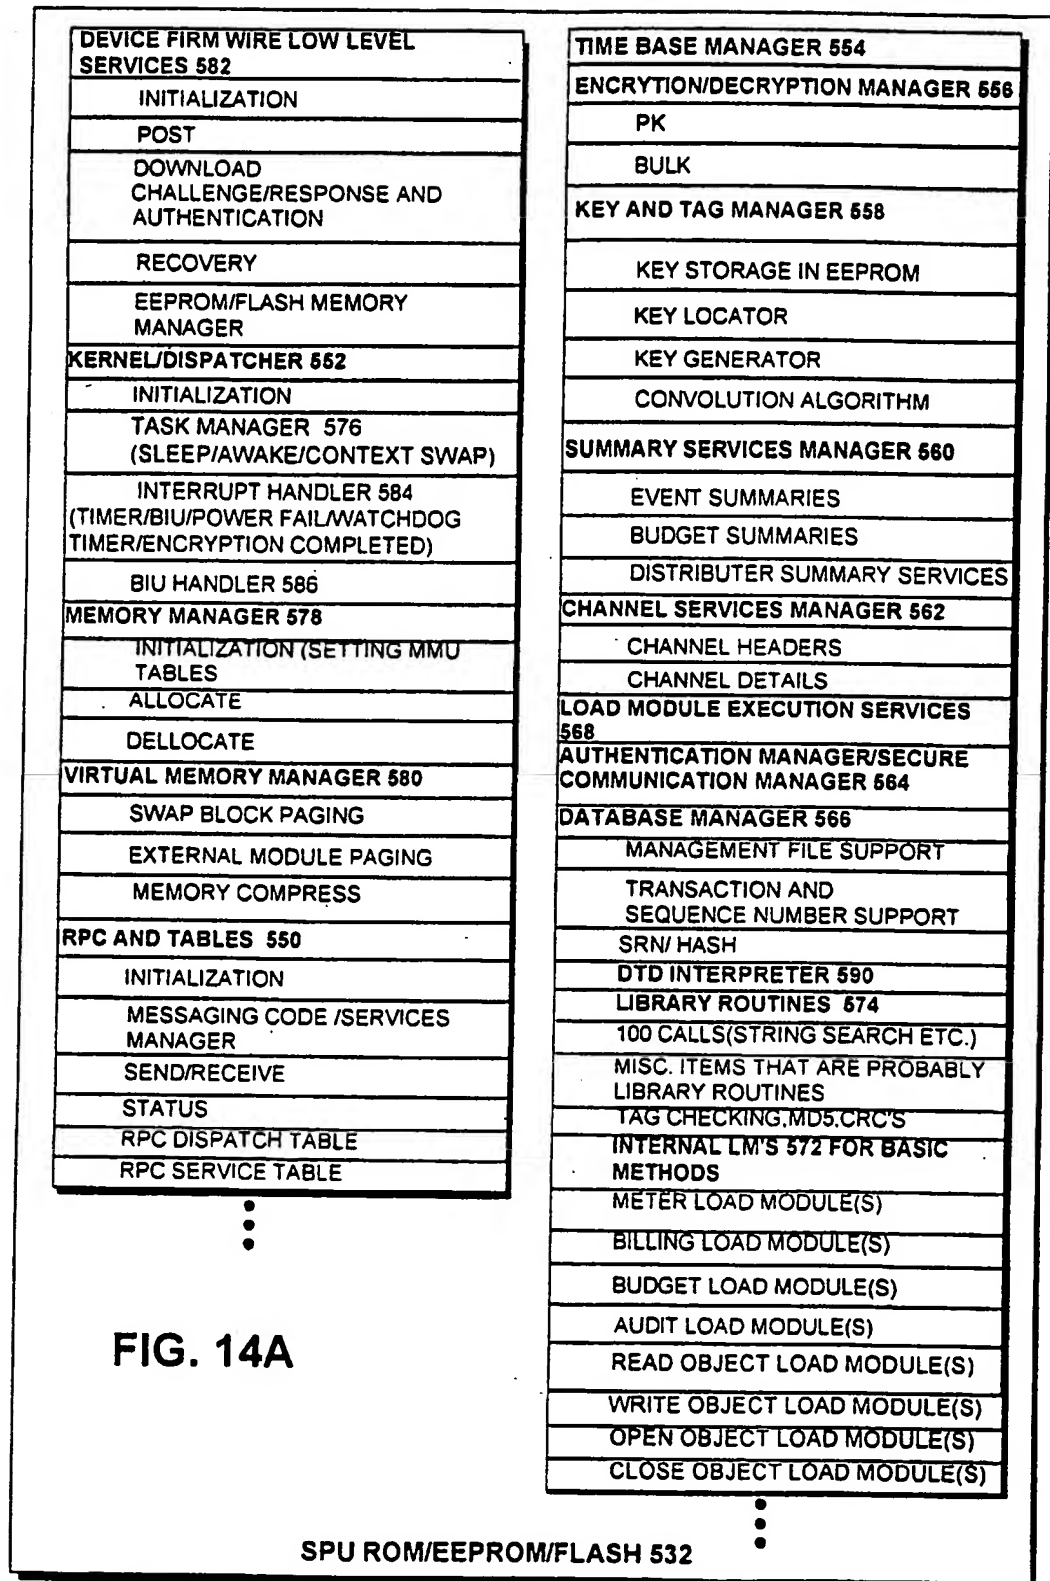 DEVICE FIRM WIRE LOW LEVEL
SERVICES 582
INITIALIZATION
POST
DOWNLOAD
CHALLENGE/RESPONSE AND
AUTHENTICATION
RECOVERY
EEPROM/FLASH MEMORY
MANAGER
KERNEL/DISPATCHER 552
INITIALIZATION
TASK MANAGER 576
(SLEEP/AWAKE/CONTEXT SWAP)
INTERRUPT HANDLER 584
(TIMER/BIU/POWER FAIL/WATCHDOG
TIMER/ENCRYPTION COMPLETED)
BIU HANDLER 586
MEMORY MANAGER 578
INITIALIZATION (SETTING MMU
TABLES
ALLOCATE
DELLOCATE
VIRTUAL MEMORY MANAGER 580
SWAP BLOCK PAGING
EXTERNAL MODULE PAGING
MEMORY COMPRESS
RPC AND TABLES 550
INITIALIZATION
MESSAGING CODE /SERVICES
MANAGER
SEND/RECEIVE
STATUS
RPC DISPATCH TABLE
RPC SERVICE TABLE
TIME BASE MANAGER 554
ENCRYTION/DECRYPTION MANAGER 556
PK
BULK
KEY AND TAG MANAGER 558
KEY STORAGE IN EEPROM
KEY LOCATOR
KEY GENERATOR
CONVOLUTION ALGORITHM
SUMMARY SERVICES MANAGER 560
EVENT SUMMARIES
BUDGET SUMMARIES
DISTRIBUTER SUMMARY SERVICES
CHANNEL SERVICES MANAGER 562
CHANNEL HEADERS
CHANNEL DETAILS
LOAD MODULE EXECUTION SERVICES
568
AUTHENTICATION MANAGER/SECURE
COMMUNICATION MANAGER 564
DATABASE MANAGER 566
MANAGEMENT FILE SUPPORT
TRANSACTION AND
SEQUENCE NUMBER SUPPORT
SRN/ HASH
DTD INTERPRETER 590
LIBRARY ROUTINES 574
100 CALLS(STRING SEARCH ETC.)
MISC. ITEMS THAT ARE PROBABLY
LIBRARY ROUTINES
TAG CHECKING,MD5,CRC'S
INTERNAL LM'S 572 FOR BASIC
METHODS
METER LOAD MODULE(S)
BILLING LOAD MODULE(S)
BUDGET LOAD MODULE(S)
AUDIT LOAD MODULE(S)
READ OBJECT LOAD MODULE(S)
WRITE OBJECT LOAD MODULE(S)
OPEN OBJECT LOAD MODULE(S)
CLOSE OBJECT LOAD MODULE(S)
FIG. 14A
SPU ROM/EEPROM/FLASH 532